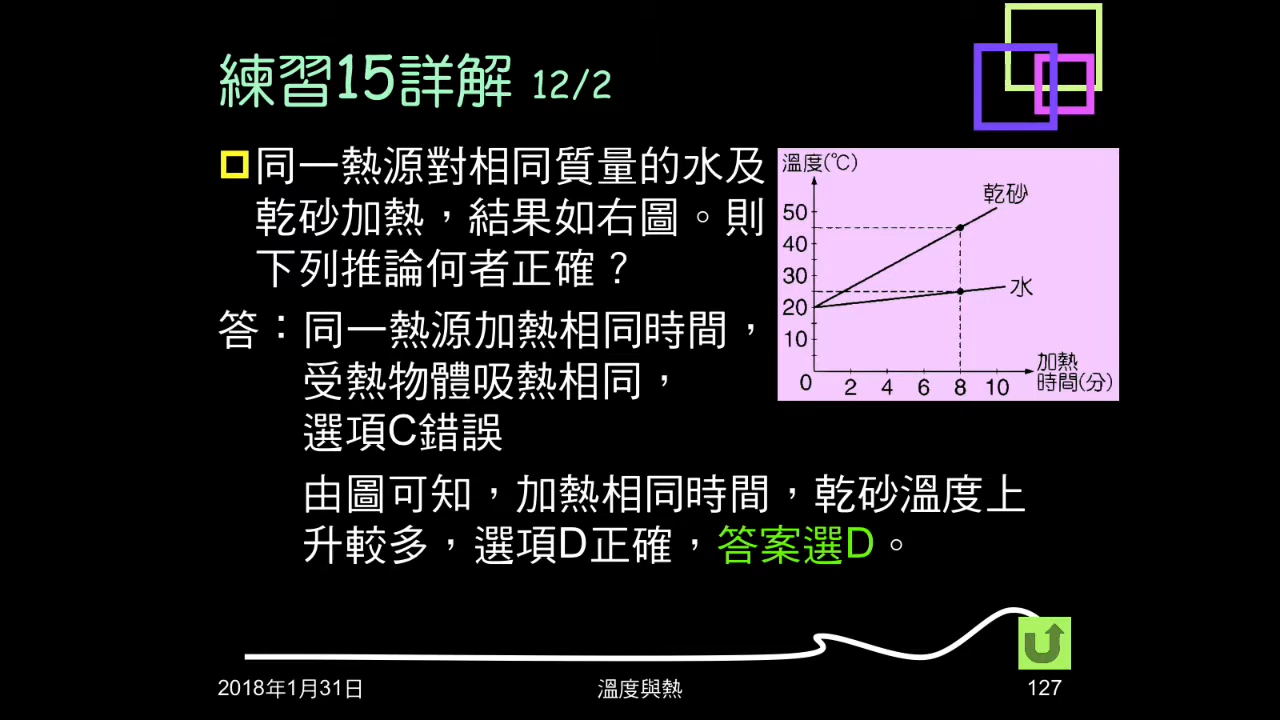 練習15詳解 12/2
同一熱源對相同質量的水及
乾砂加熱，結果如右圖。則
下列推論何者正確？
答：同一熱源加熱相同時間，
受熱物體吸熱相同，
選項C錯誤
由圖可知，加熱相同時間，乾砂溫度上
升較多，選項D正確，答案選D。
溫度(℃)
乾砂
50
40
30
水
20
10
0 2 4 6 8 10
加熱
時間(分)
2018年1月31日
溫度與熱
127